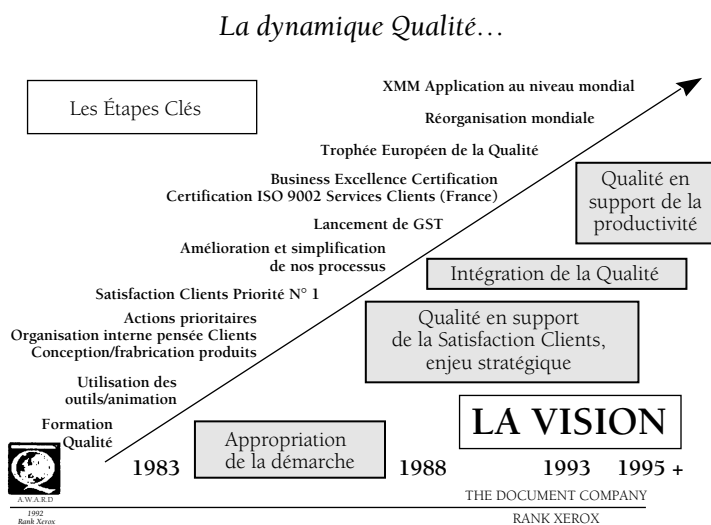 La dynamique Qualité…
Les Étapes Clés
XMM Application au niveau mondial
Réorganisation mondiale
Trophée Européen de la Qualité
Business Excellence Certification
Certification ISO 9002 Services Clients (France)
Lancement de GST
Amélioration et simplification
de nos processus
Satisfaction Clients Priorité N° 1
Actions prioritaires
Organisation interne pensée Clients
Conception/frabrication produits
Utilisation des
outils/animation
Formation
Qualité
Qualité en
support de la
productivité
Intégration de la Qualité
Qualité en support
de la Satisfaction Clients,
enjeu stratégique
Appropriation
de la démarche
LA VISION
1983
1988
1993
1995 +
Q
A.W.A.R.D
1992
Rank Xerox
THE DOCUMENT COMPANY
RANK XEROX